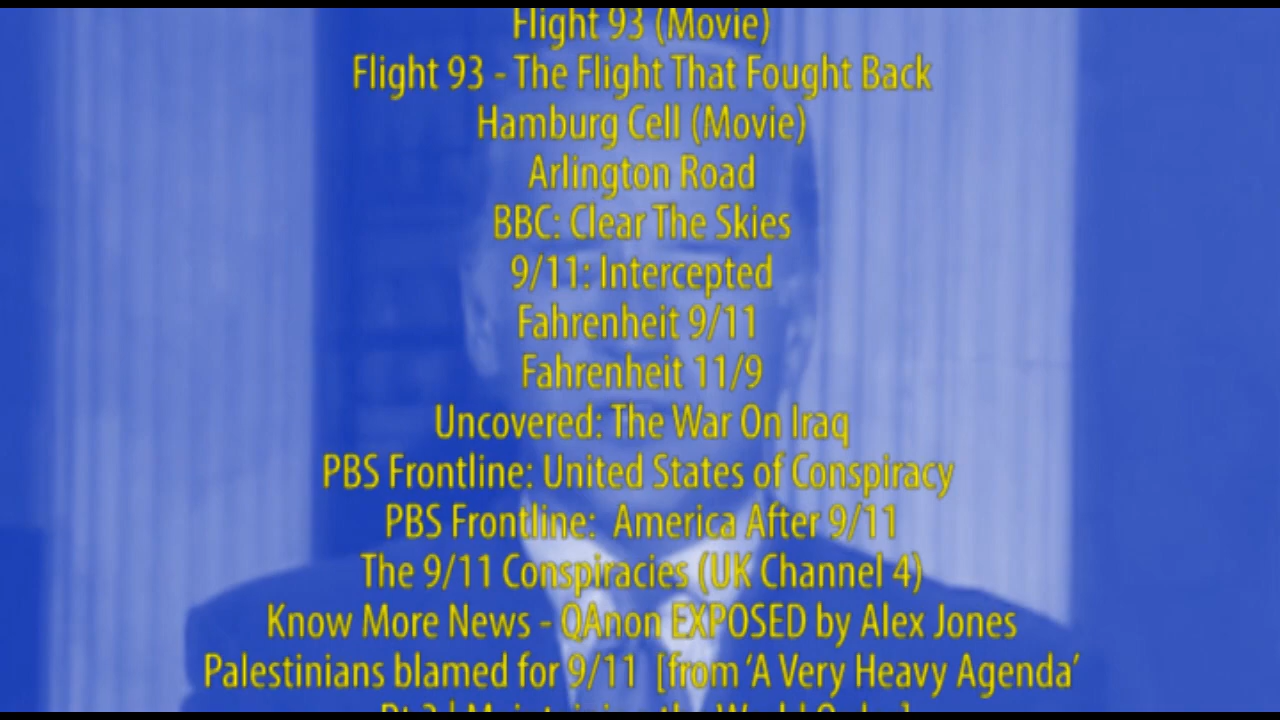 Flight 93 (Movie)
Flight 93 - The Flight That Fought Back
Hamburg Cell (Movie)
Arlington Road
BBC: Clear The Skies
9/11: Intercepted
Fahrenheit 9/11
Fahrenheit 11/9
Uncovered: The War On Iraq
PBS Frontline: United States of Conspiracy
PBS Frontline:  America After 9/11
The 9/11 Conspiracies (UK Channel 4)
Know More News - QAnon EXPOSED by Alex Jones
Palestinians blamed for 9/11  [from ‘A Very Heavy Agenda’
the World